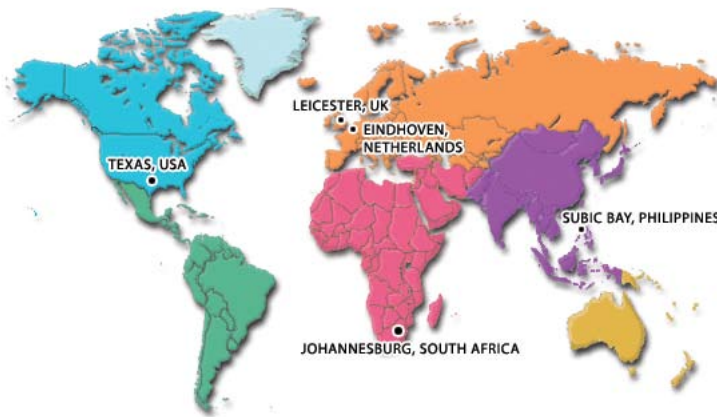 LEICESTER, UK
EINDHOVEN,
NETHERLANDS
TEXAS, USA
SUBIC BAY, PHILIPPINES
JOHANNESBURG, SOUTH AFRICA